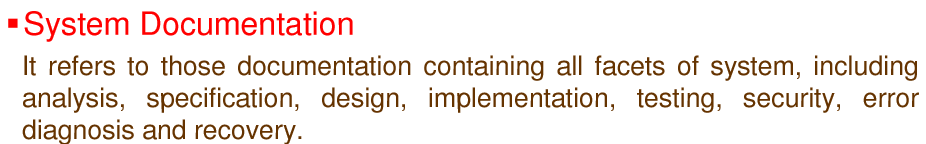 ▪System Documentation
It refers to those documentation containing all facets of system, including
analysis, specification, design, implementation, testing, security, error
diagnosis and recovery.